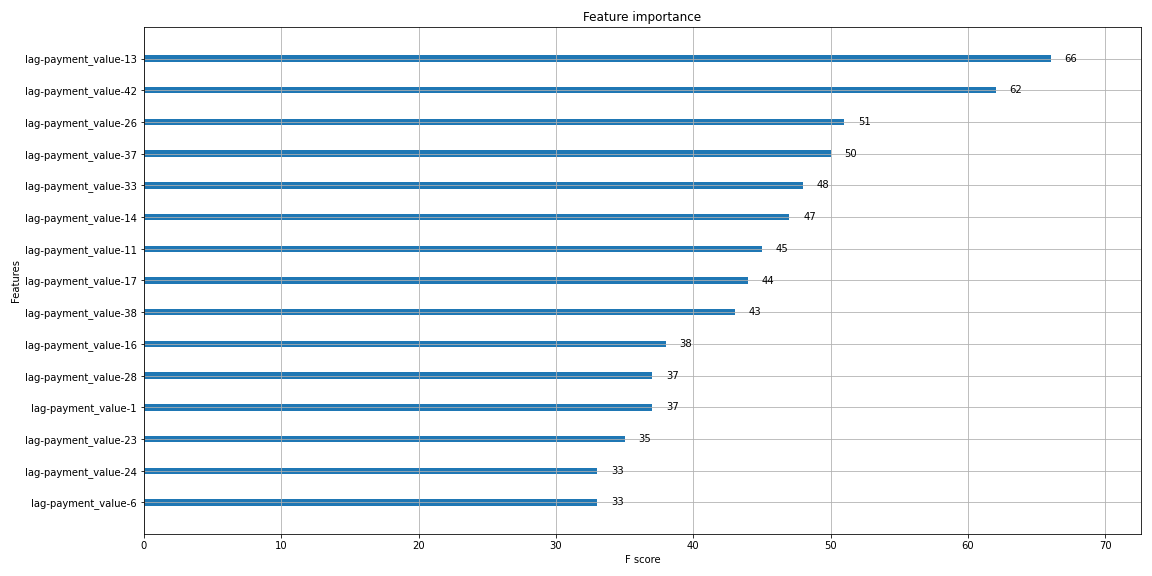 Feature importance
lag-payment_value-13 66
lag-payment_value-42 62
lag-payment_value-26 51
lag-payment_value-37 50
lag-payment_value-33 48
lag-payment_value-14 47
lag-payment_value-11 45
lag-payment_value-17 44
lag-payment_value-38 43
lag-payment_value-16 38
lag-payment_value-28 37
lag-payment_value-1 37
lag-payment_value-23 35
lag-payment_value-24 33
lag-payment_value-6 33
Features
0 10 20 30 40 50 60 70
F score